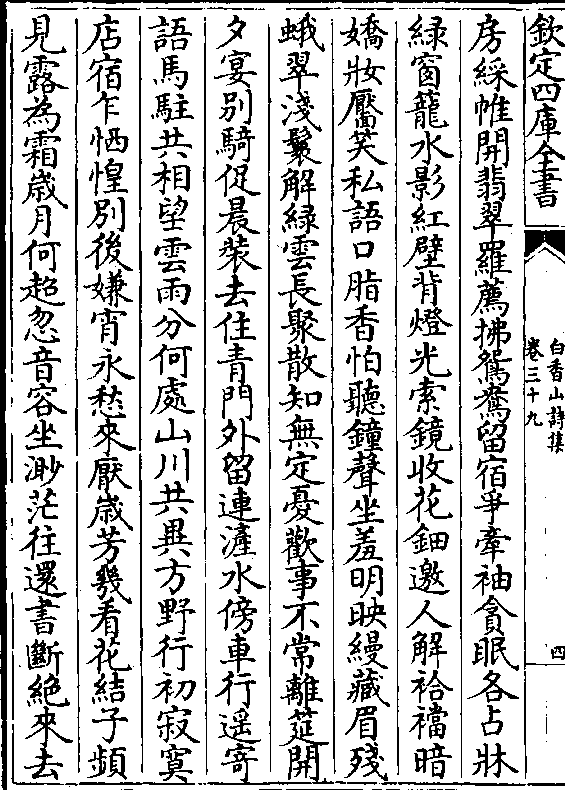 欽定四庫全書
白香山詩集
卷三十九
四
房綵帷開翡翠羅薦拂鴛鴦留宿爭牽袖貪眠各占牀
緑窗籠水影紅壁背燈光索鏡收花鈿邀人解袷襠暗
嬌妝靨笑私語口脂香怕聽鐘聲坐羞明映縵藏眉殘
蛾翠淺鬟解緑雲長聚散知無定憂歡事不常離筵開
夕宴别騎促晨裝去住青門外留連滻水傍車行遥寄
語馬駐共相望雲雨分何處山川共異方野行初寂寞
店宿乍恓惶别後嫌宵永愁來厭歳芳幾看花結子頻
見露為霜歳月何超忽音容坐渺茫往還書斷絶來去